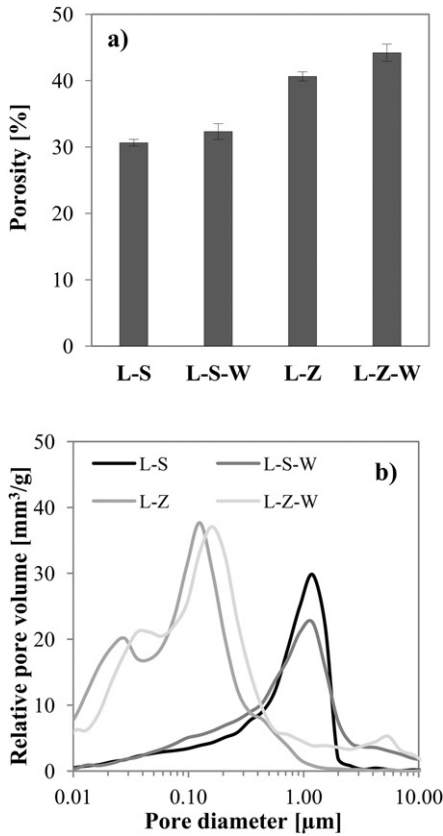 a)
Porosity [%]
50
40
30
20
10
0
L-S L-S-W L-Z L-Z-W
b)
L-S L-S-W
L-Z L-Z-W
Relative pore volume [mm³/g]
50
40
30
20
10
0
0.01 0.10 1.00 10.00
Pore diameter [µm]